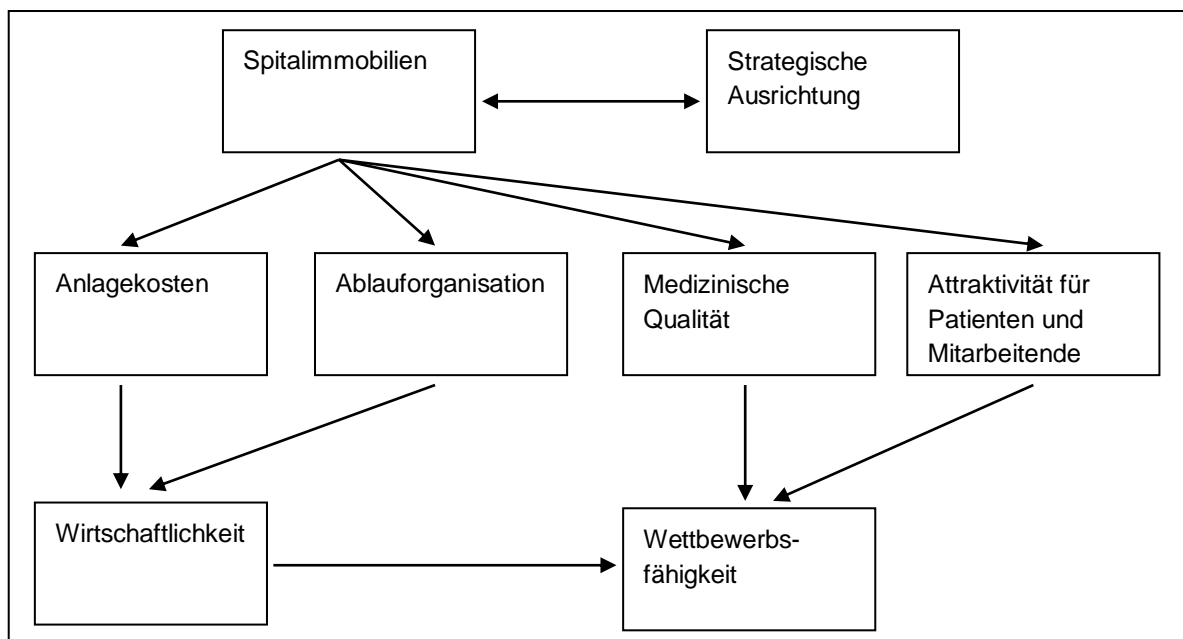 Spitalimmobilien
Strategische
Ausrichtung
Anlagekosten
Ablauforganisation
Medizinische
Qualität
Attraktivität für
Patienten und
Mitarbeitende
Wirtschaftlichkeit
Wettbewerbs-
fähigkeit